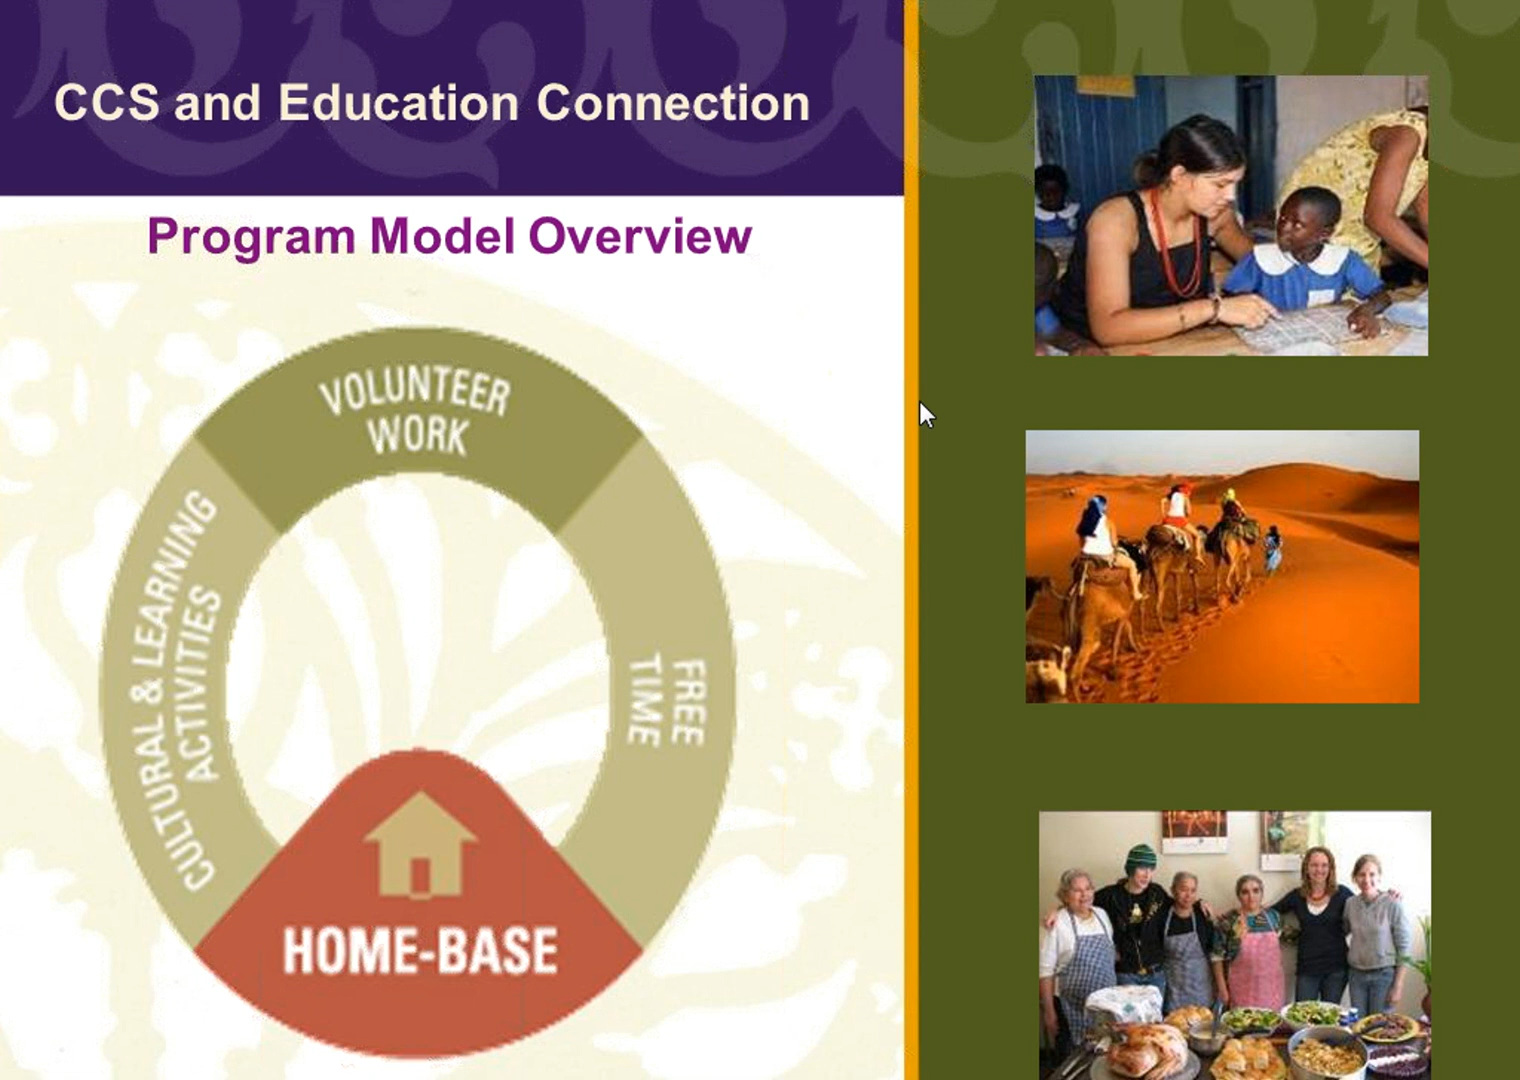 CCS and Education Connection
Program Model Overview
VOLUNTEER
WORK
CULTURAL & LEARNING
ACTIVITIES
FREE
TIME
HOME-BASE